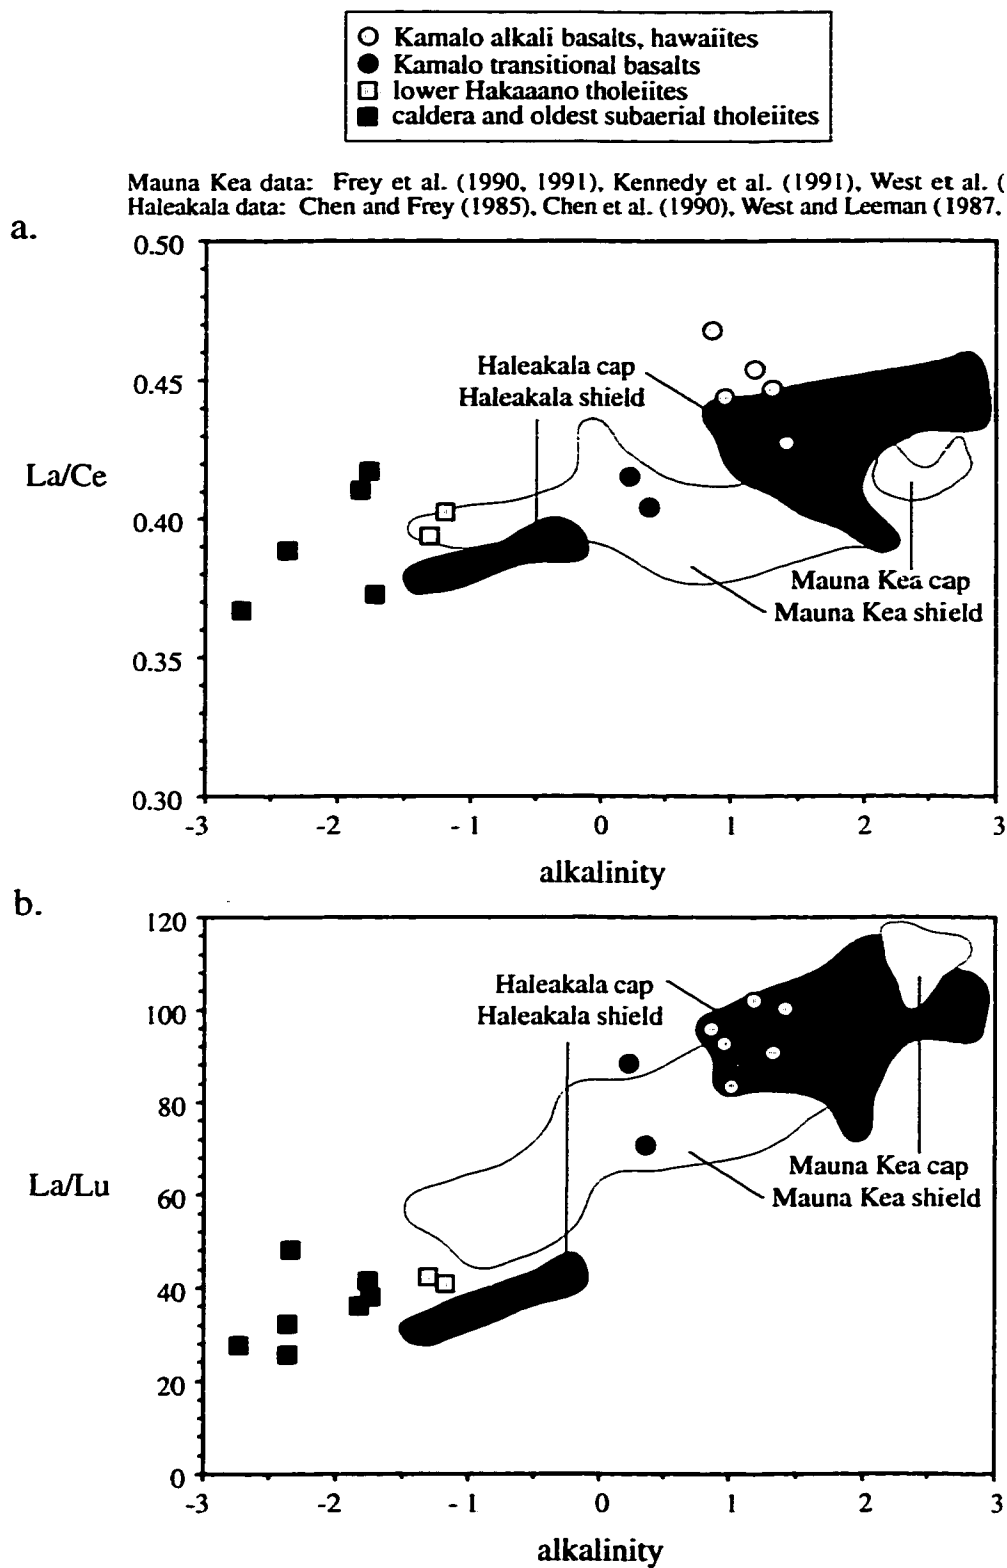 Kamalo alkali basalts, hawaiites
Kamalo transitional basalts
lower Hakaaano tholeiites
caldera and oldest subaerial tholeiites
Mauna Kea data: Frey et al. (1990, 1991), Kennedy et al. (1991), West et al. (
Haleakala data: Chen and Frey (1985), Chen et al. (1990), West and Leeman (1987,
a.
0.50
0.45
0.40
0.35
0.30
La/Ce
Haleakala cap
Haleakala shield
Mauna Kea cap
Mauna Kea shield
-3 -2 -1 0 1 2 3
alkalinity
b.
120
100
80
60
40
20
0
La/Lu
Haleakala cap
Haleakala shield
Mauna Kea cap
Mauna Kea shield
-3 -2 -1 0 1 2 3
alkalinity